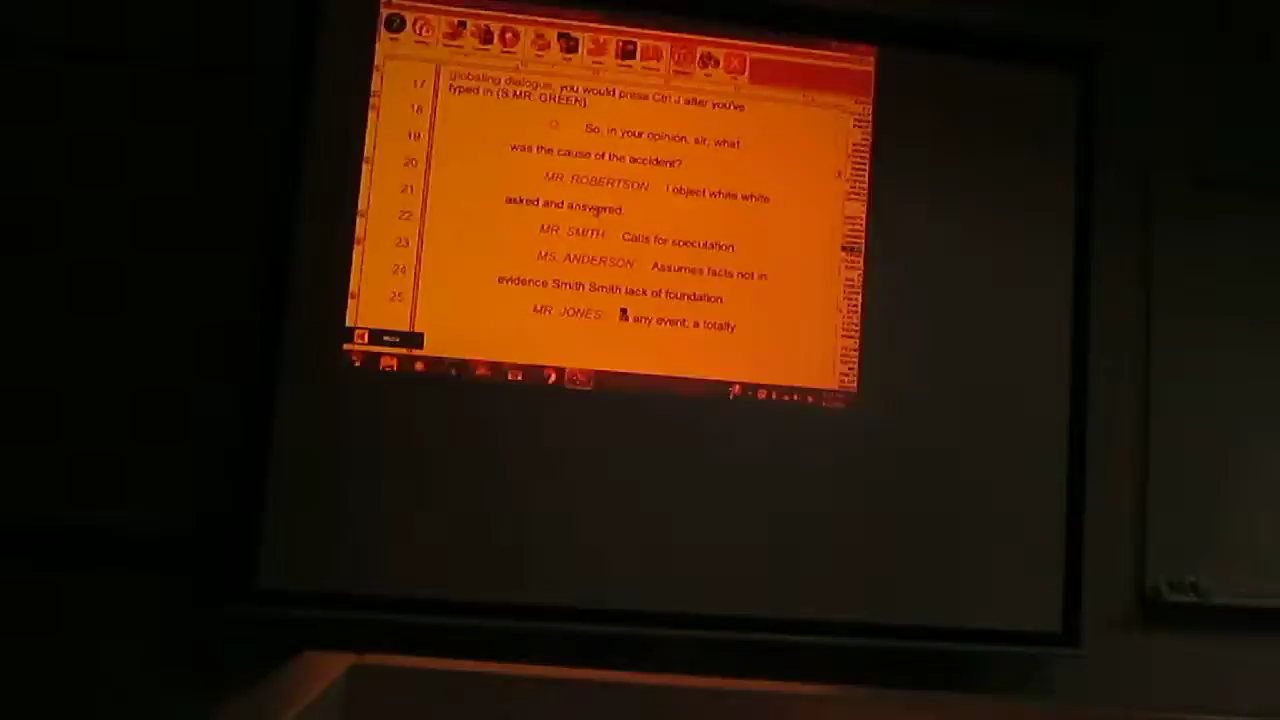 globaling dialogue, you would press Ctrl J after you've
typed in {S:MR. GREEN}.
17
18
Q So, in your opinion, sir, what
19
was the cause of the accident?
20
MR. ROBERTSON: I object white white
21
asked and answered.
22
MR. SMITH: Calls for speculation.
23
MS. ANDERSON: Assumes facts not in
24
evidence Smith Smith lack of foundation.
25
MR. JONES: any event, a totally